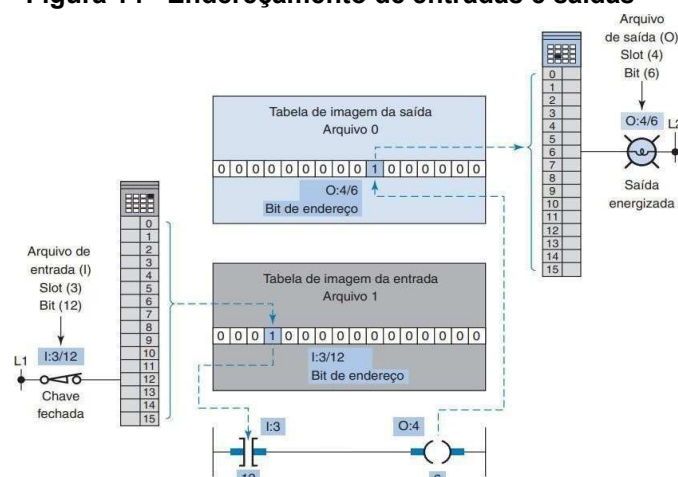 Figura - Endereçamento de entradas e saídas
Arquivo
de saída (O)
Slot (4)
Bit (6)
O:4/6
L2
Saída
energizada
0
1
2
3
4
5
6
7
8
9
10
11
12
13
14
15
Tabela de imagem da saída
Arquivo 0
0 0 0 0 0 0 0 0 0 1 0 0 0 0 0 0
O:4/6
Bit de endereço
Arquivo de
entrada (I)
Slot (3)
Bit (12)
I:3/12
L1
Chave
fechada
0
1
2
3
4
5
6
7
8
9
10
11
12
13
14
15
Tabela de imagem da entrada
Arquivo 1
0 0 0 1 0 0 0 0 0 0 0 0 0 0 0 0
I:3/12
Bit de endereço
I:3
O:4